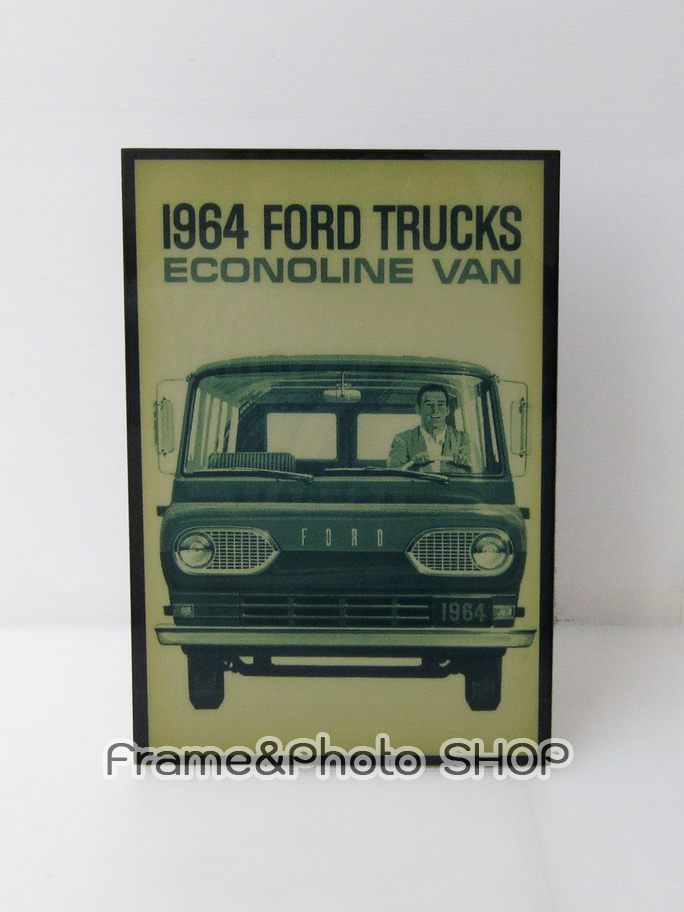 1964 FORD TRUCKS
ECONOLINE VAN
FORD
1964
Frame&Photo SHOP